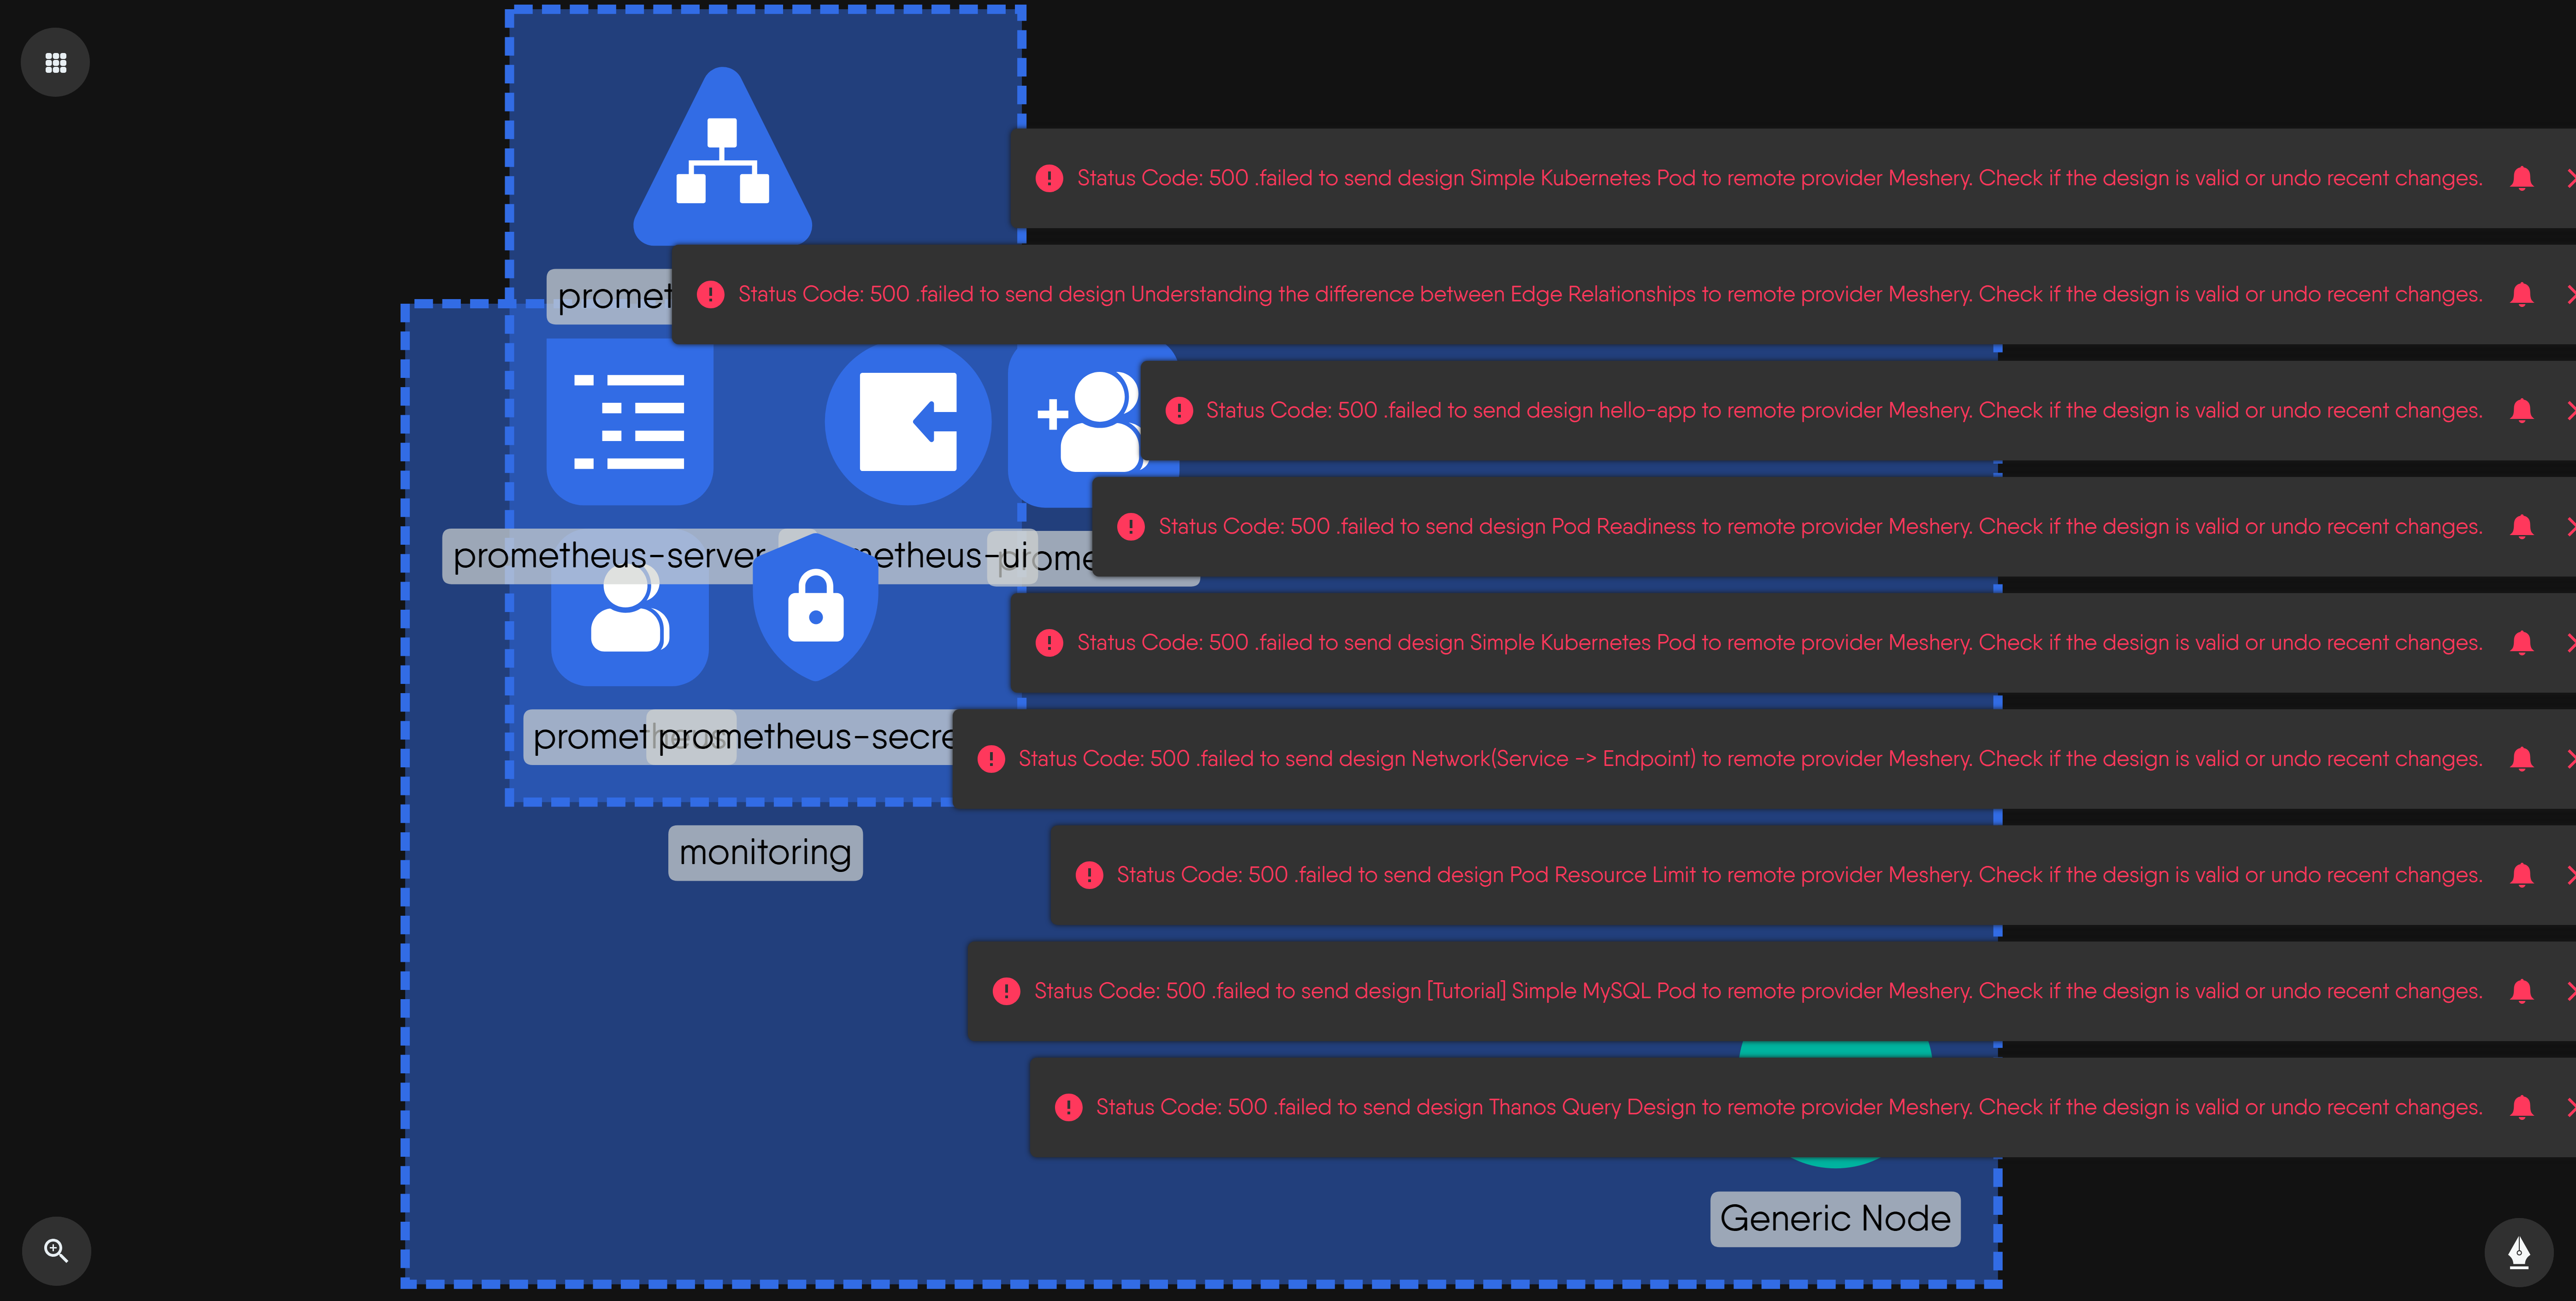 Status Code: 500 .failed to send design Simple Kubernetes Pod to remote provider Meshery. Check if the design is valid or undo recent changes.
promet
Status Code: 500 .failed to send design Understanding the difference between Edge Relationships to remote provider Meshery. Check if the design is valid or undo recent changes.
Status Code: 500 .failed to send design hello-app to remote provider Meshery. Check if the design is valid or undo recent changes.
Status Code: 500 .failed to send design Pod Readiness to remote provider Meshery. Check if the design is valid or undo recent changes.
prometheus-server
metheus-ui
prome
Status Code: 500 .failed to send design Simple Kubernetes Pod to remote provider Meshery. Check if the design is valid or undo recent changes.
prometheus
prometheus-secre
Status Code: 500 .failed to send design Network(Service -> Endpoint) to remote provider Meshery. Check if the design is valid or undo recent changes.
monitoring
Status Code: 500 .failed to send design Pod Resource Limit to remote provider Meshery. Check if the design is valid or undo recent changes.
Status Code: 500 .failed to send design [Tutorial] Simple MySQL Pod to remote provider Meshery. Check if the design is valid or undo recent changes.
Status Code: 500 .failed to send design Thanos Query Design to remote provider Meshery. Check if the design is valid or undo recent changes.
Generic Node